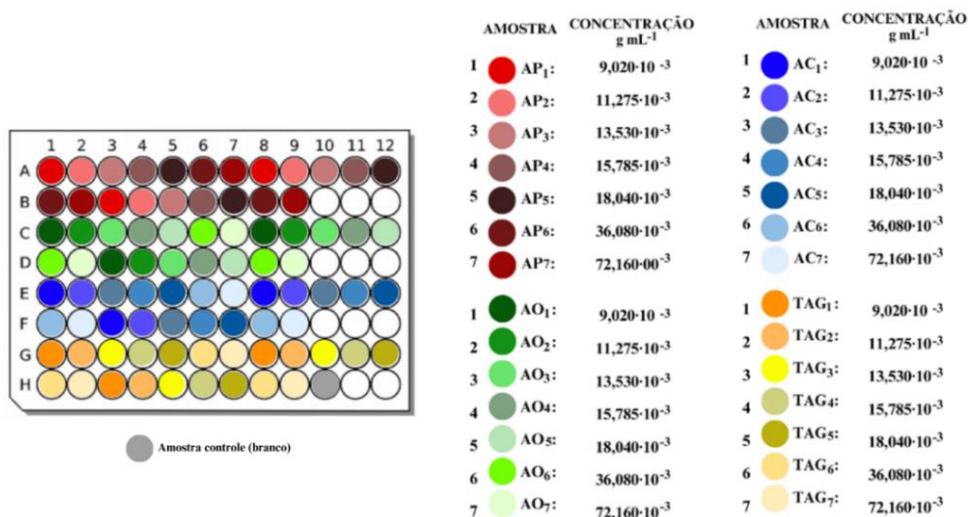 1 2 3 4 5 6 7 8 9 10 11 12
A
B
C
D
E
F
G
H
Amostra controle (branco)
AMOSTRA CONCENTRAÇÃO
g mL-1
1 AP1: 9,020·10 -3
2 AP2: 11,275·10-3
3 AP3: 13,530·10-3
4 AP4: 15,785·10-3
5 AP5: 18,040·10-3
6 AP6: 36,080·10-3
7 AP7: 72,160·00-3
1 AO1: 9,020·10 -3
2 AO2: 11,275·10-3
3 AO3: 13,530·10-3
4 AO4: 15,785·10-3
5 AO5: 18,040·10-3
6 AO6: 36,080·10-3
7 AO7: 72,160·10-3
AMOSTRA CONCENTRAÇÃO
g mL-1
1 AC1: 9,020·10 -3
2 AC2: 11,275·10-3
3 AC3: 13,530·10-3
4 AC4: 15,785·10-3
5 AC5: 18,040·10-3
6 AC6: 36,080·10-3
7 AC7: 72,160·10-3
1 TAG1: 9,020·10 -3
2 TAG2: 11,275·10-3
3 TAG3: 13,530·10-3
4 TAG4: 15,785·10-3
5 TAG5: 18,040·10-3
6 TAG6: 36,080·10-3
7 TAG7: 72,160·10-3